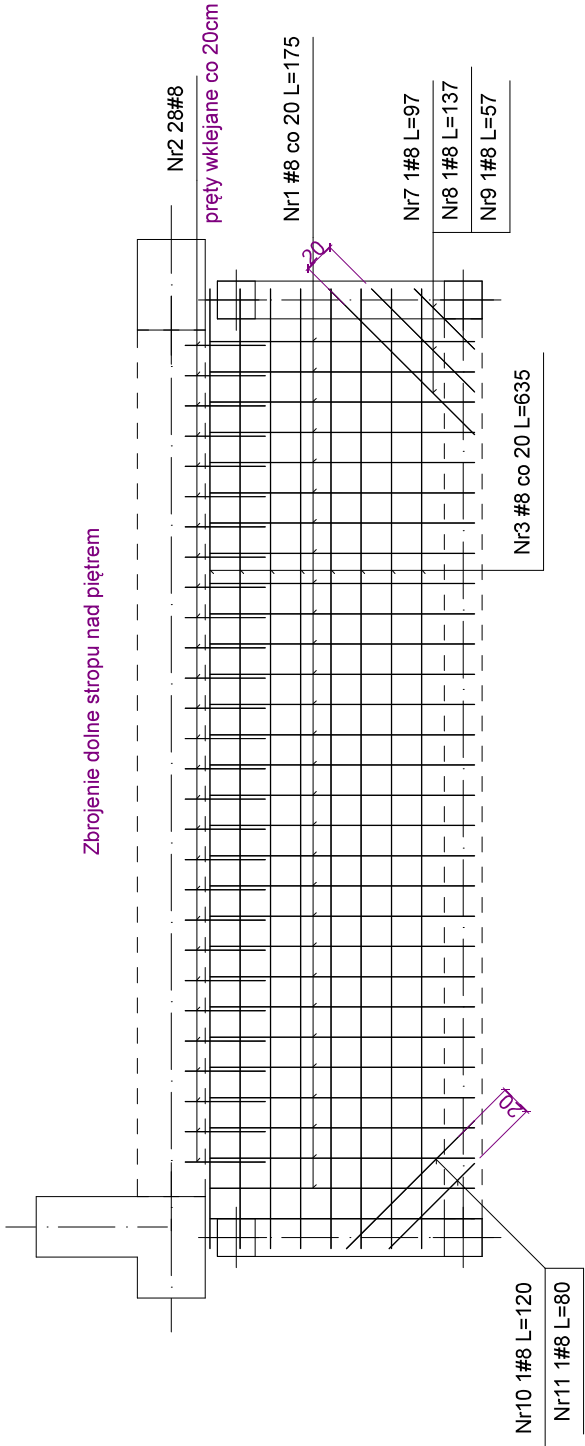 Zbrojenie dolne stropu nad piętrem
Nr2 28#8
pręty wklejane co 20cm
Nr1 #8 co 20 L=175
Nr7 1#8 L=97
Nr8 1#8 L=137
Nr9 1#8 L=57
20
Nr3 #8 co 20 L=635
20
Nr10 1#8 L=120
Nr11 1#8 L=80